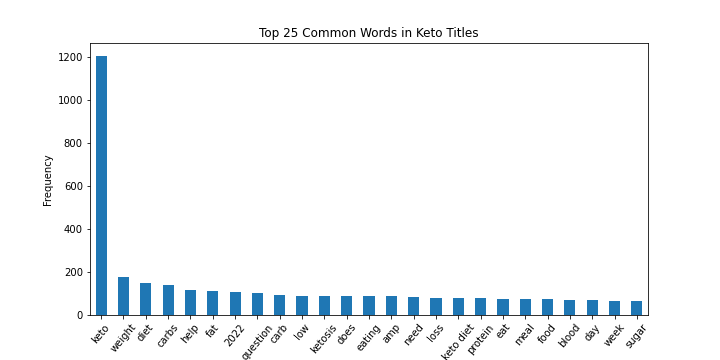 Top 25 Common Words in Keto Titles
1200
1000
800
600
400
200
0
Frequency
keto
weight
diet
carbs
help
fat
2022
question
carb
low
ketosis
does
eating
amp
need
loss
keto diet
protein
eat
meal
food
blood
day
week
sugar